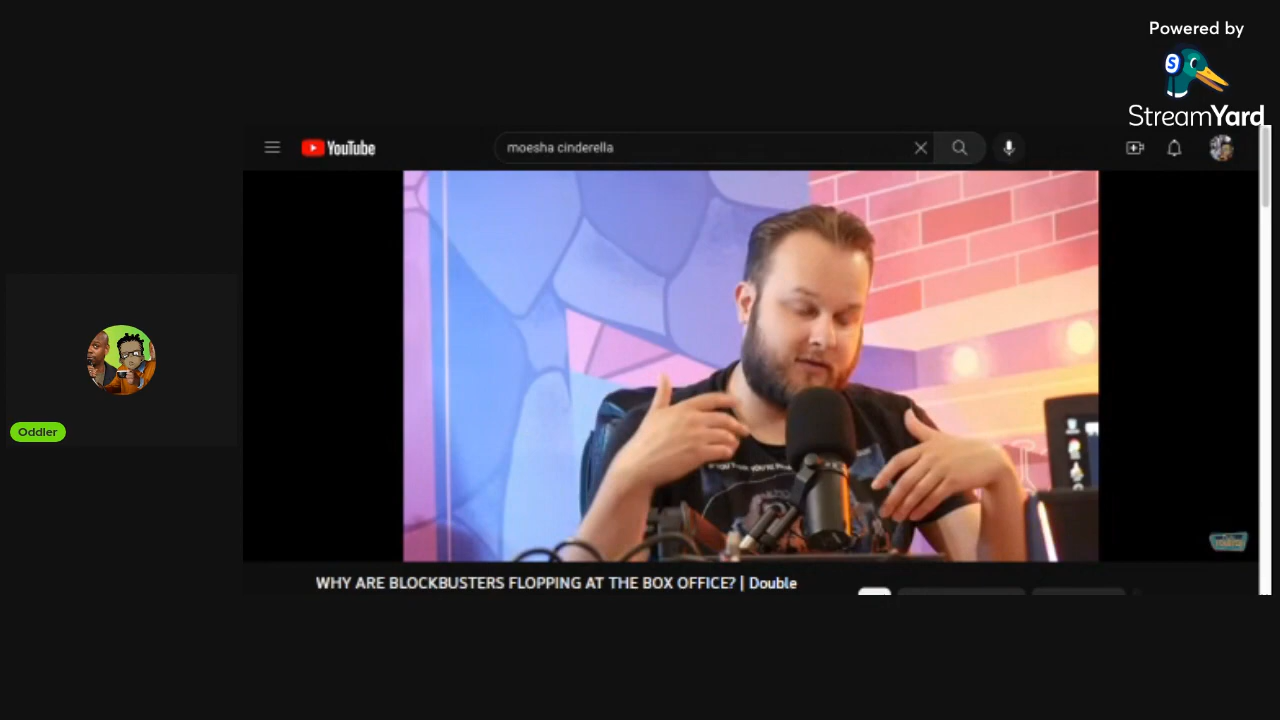 Powered by
StreamYard
YouTube
moesha cinderella
WHY ARE BLOCKBUSTERS FLOPPING AT THE BOX OFFICE? | Double
Oddler